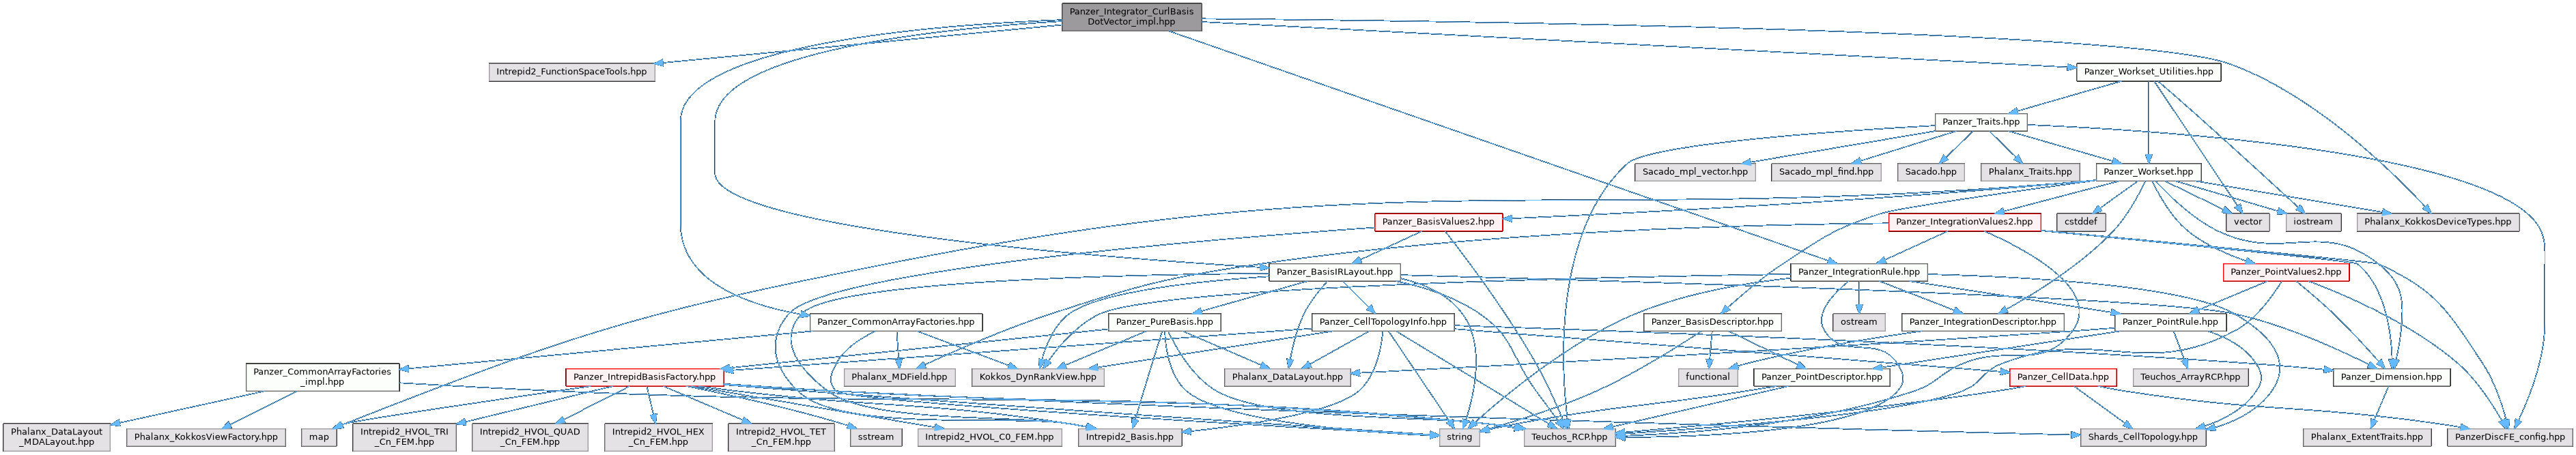 Panzer_Integrator_CurlBasis
DotVector_impl.hpp
Intrepid2_FunctionSpaceTools.hpp
Panzer_Workset_Utilities.hpp
Panzer_Traits.hpp
Sacado_mpl_vector.hpp
Sacado_mpl_find.hpp
Sacado.hpp
Phalanx_Traits.hpp
Panzer_Workset.hpp
Panzer_BasisValues2.hpp
Panzer_IntegrationValues2.hpp
cstddef
vector
iostream
Phalanx_KokkosDeviceTypes.hpp
Panzer_BasisIRLayout.hpp
Panzer_IntegrationRule.hpp
Panzer_PointValues2.hpp
Panzer_CommonArrayFactories.hpp
Panzer_PureBasis.hpp
Panzer_CellTopologyInfo.hpp
Panzer_BasisDescriptor.hpp
ostream
Panzer_IntegrationDescriptor.hpp
Panzer_PointRule.hpp
Panzer_CommonArrayFactories
_impl.hpp
Panzer_IntrepidBasisFactory.hpp
Phalanx_MDField.hpp
Kokkos_DynRankView.hpp
Phalanx_DataLayout.hpp
functional
Panzer_PointDescriptor.hpp
Panzer_CellData.hpp
Teuchos_ArrayRCP.hpp
Panzer_Dimension.hpp
Phalanx_DataLayout
_MDALayout.hpp
Phalanx_KokkosViewFactory.hpp
map
Intrepid2_HVOL_TRI
_Cn_FEM.hpp
Intrepid2_HVOL_QUAD
_Cn_FEM.hpp
Intrepid2_HVOL_HEX
_Cn_FEM.hpp
Intrepid2_HVOL_TET
_Cn_FEM.hpp
sstream
Intrepid2_HVOL_C0_FEM.hpp
Intrepid2_Basis.hpp
string
Teuchos_RCP.hpp
Shards_CellTopology.hpp
Phalanx_ExtentTraits.hpp
PanzerDiscFE_config.hpp